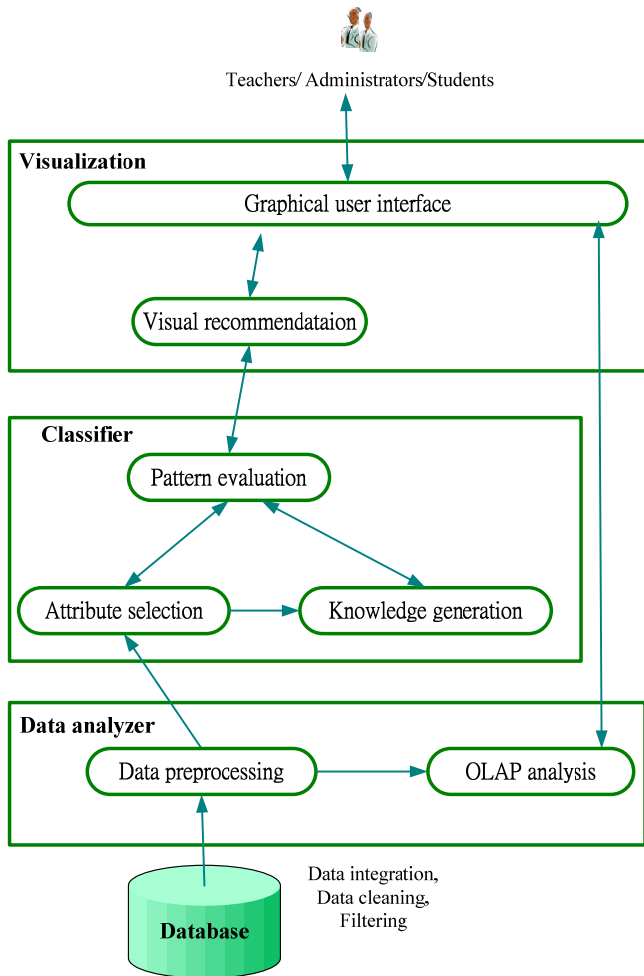 Teachers/ Administrators/Students
Visualization
Graphical user interface
Visual recommendataion
Classifier
Pattern evaluation
Attribute selection
Knowledge generation
Data analyzer
Data preprocessing
OLAP analysis
Data integration,
Data cleaning,
Filtering
Database